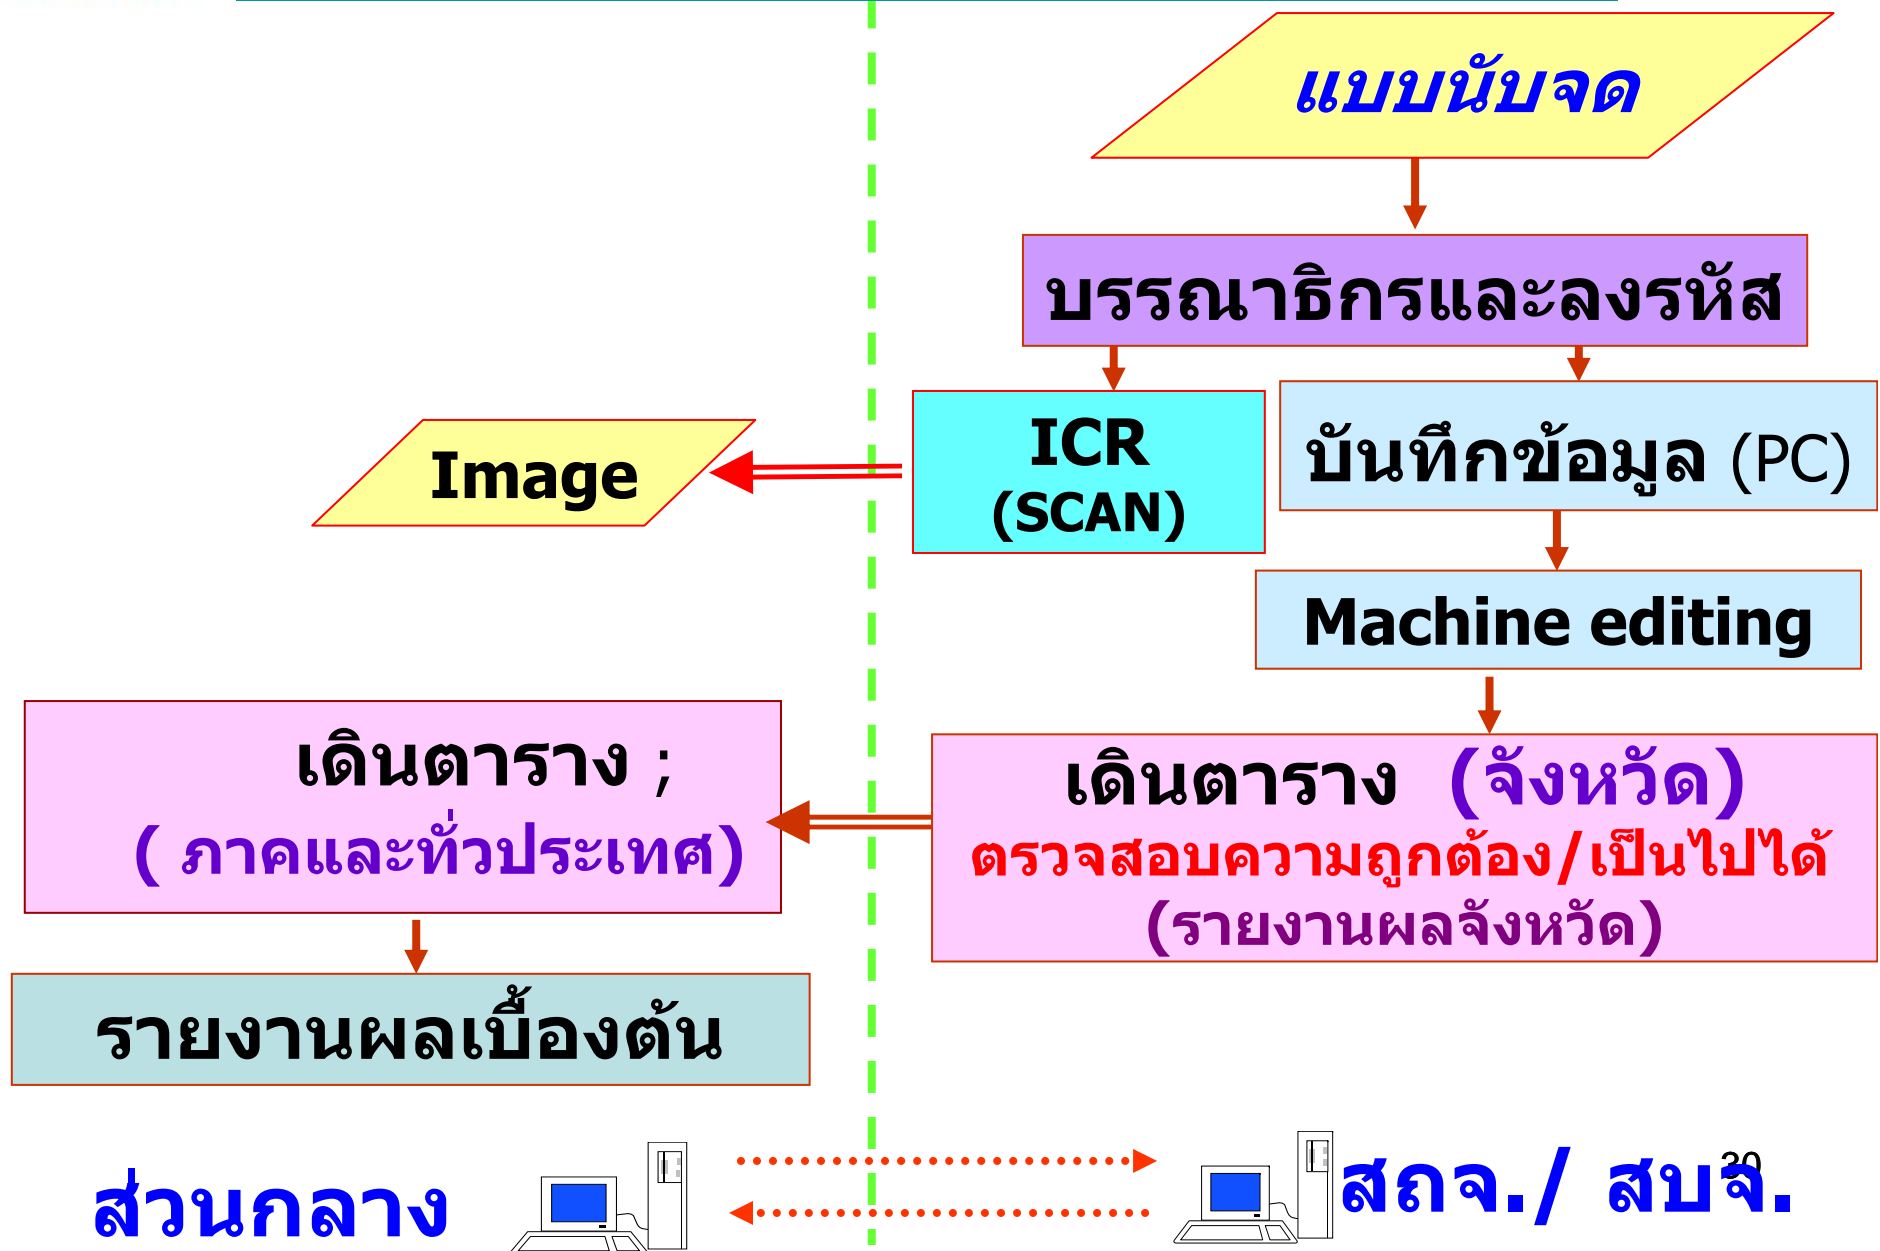 แบบนับจด
บรรณาธิกรและลงรหัส
ICR
(SCAN)
บันทึกข้อมูล (PC)
Image
Machine editing
เดินตาราง (จังหวัด)
ตรวจสอบความถูกต้อง/เป็นไปได้
(รายงานผลจังหวัด)
เดินตาราง ;
( ภาคและทั่วประเทศ)
รายงานผลเบื้องต้น
ส่วนกลาง
สถจ./ สบจ.
30